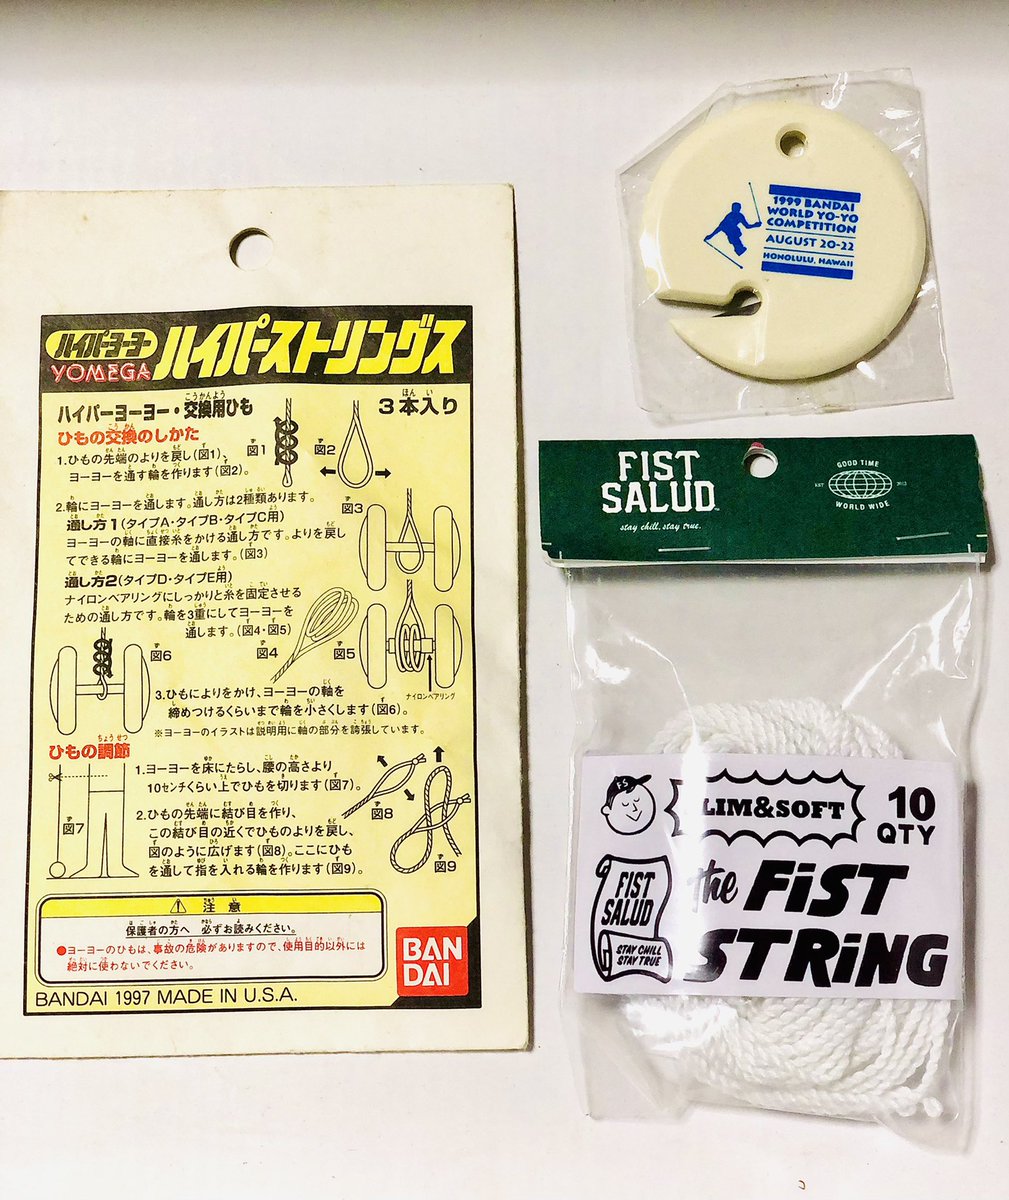 ハイパーヨーヨー
YOMEGA
ハイパーストリングス
ハイパーヨーヨー・交換用ひも
3本入り
ひもの交換のしかた
1.ひもの先端のよりを戻し(図1)、
ヨーヨーを通す輪を作ります(図2)。
図1
図2
2.輪にヨーヨーを通します。通し方は2種類あります。
通し方1(タイプA・タイプB・タイプC用)
ヨーヨーの軸に直接糸をかける通し方です。よりを戻し
てできる輪にヨーヨーを通します。(図3)
図3
通し方2(タイプD・タイプE用)
ナイロンベアリングにしっかりと糸を固定させる
ための通し方です。輪を3重にしてヨーヨーを
通します。(図4・図5)
図6
図4
図5
ナイロンベアリング
3.ひもによりをかけ、ヨーヨーの軸を
締めつけるくらいまで輪を小さくします(図6)。
※ヨーヨーのイラストは説明用に軸の部分を誇張しています。
ひもの調節
1.ヨーヨーを床にたらし、腰の高さより
10センチくらい上でひもを切ります(図7)。
2.ひもの先端に結び目を作り、
この結び目の近くでひものよりを戻し、
図のように広げます(図8)。ここにひも
を通して指を入れる輪を作ります(図9)。
図7
図8
図9
注意
保護者の方へ 必ずお読みください。
●ヨーヨーのひもは、事故の危険がありますので、使用目的以外には
絶対に使わないでください。
BAN
DAI
BANDAI 1997 MADE IN U.S.A.
1999 BANDAI
WORLD YO-YO
COMPETITION
AUGUST 20-22
HONOLULU, HAWAII
FIST
SALUD™
stay chill, stay true.
GOOD TIME
EST 2013
WORLD WIDE
FS
SLIM&SOFT
10
QTY
FIST
SALUD
STAY CHILL
STAY TRUE
the FiST
STRiNG